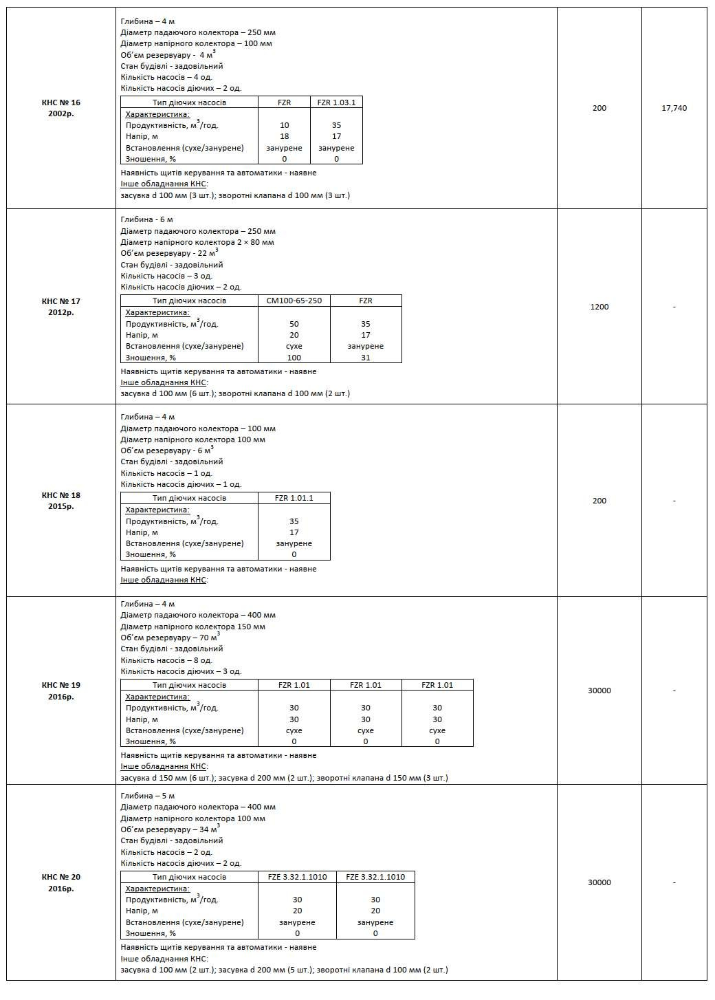 КНС № 16
2002р.
Глибина – 4 м
Діаметр падаючого колектора – 250 мм
Діаметр напірного колектора – 100 мм
Об’єм резервуару - 4 м³
Стан будівлі - задовільний
Кількість насосів – 4 од.
Кількість насосів діючих – 2 од.
Тип діючих насосів FZR FZR 1.03.1
Характеристика:
Продуктивність, м³/год. 10 35
Напір, м 18 17
Встановлення (сухе/занурене) занурене занурене
Зношення, % 0 0
Наявність щитів керування та автоматики - наявне
Інше обладнання КНС:
засувка d 100 мм (3 шт.); зворотні клапана d 100 мм (3 шт.)
200
17,740
КНС № 17
2012р.
Глибина - 6 м
Діаметр падаючого колектора – 250 мм
Діаметр напірного колектора 2 × 80 мм
Об’єм резервуару - 22 м³
Стан будівлі - задовільний
Кількість насосів – 3 од.
Кількість насосів діючих – 2 од.
Тип діючих насосів СМ100-65-250 FZR
Характеристика:
Продуктивність, м³/год. 50 35
Напір, м 20 17
Встановлення (сухе/занурене) сухе занурене
Зношення, % 100 31
Наявність щитів керування та автоматики - наявне
Інше обладнання КНС:
засувка d 100 мм (6 шт.); зворотні клапана d 100 мм (2 шт.)
1200
-
КНС № 18
2015р.
Глибина – 4 м
Діаметр падаючого колектора – 100 мм
Діаметр напірного колектора 100 мм
Об’єм резервуару - 6 м³
Стан будівлі - задовільний
Кількість насосів – 1 од.
Кількість насосів діючих – 1 од.
Тип діючих насосів FZR 1.01.1
Характеристика:
Продуктивність, м³/год. 35
Напір, м 17
Встановлення (сухе/занурене) занурене
Зношення, % 0
Наявність щитів керування та автоматики - наявне
Інше обладнання КНС:
200
-
КНС № 19
2016р.
Глибина – 4 м
Діаметр падаючого колектора – 400 мм
Діаметр напірного колектора 150 мм
Об’єм резервуару – 70 м³
Стан будівлі - задовільний
Кількість насосів – 8 од.
Кількість насосів діючих – 3 од.
Тип діючих насосів FZR 1.01 FZR 1.01 FZR 1.01
Характеристика:
Продуктивність, м³/год. 30 30 30
Напір, м 30 30 30
Встановлення (сухе/занурене) сухе сухе сухе
Зношення, % 0 0 0
Наявність щитів керування та автоматики - наявне
Інше обладнання КНС:
засувка d 150 мм (6 шт.); засувка d 200 мм (2 шт.); зворотні клапана d 150 мм (3 шт.)
30000
-
КНС № 20
2016р.
Глибина – 5 м
Діаметр падаючого колектора – 400 мм
Діаметр напірного колектора 100 мм
Об’єм резервуару – 34 м³
Стан будівлі - задовільний
Кількість насосів – 2 од.
Кількість насосів діючих – 2 од.
Тип діючих насосів FZE 3.32.1.1010 FZE 3.32.1.1010
Характеристика:
Продуктивність, м³/год. 30 30
Напір, м 20 20
Встановлення (сухе/занурене) занурене занурене
Зношення, % 0 0
Наявність щитів керування та автоматики - наявне
Інше обладнання КНС:
засувка d 100 мм (2 шт.); засувка d 200 мм (5 шт.); зворотні клапана d 100 мм (2 шт.)
30000
-